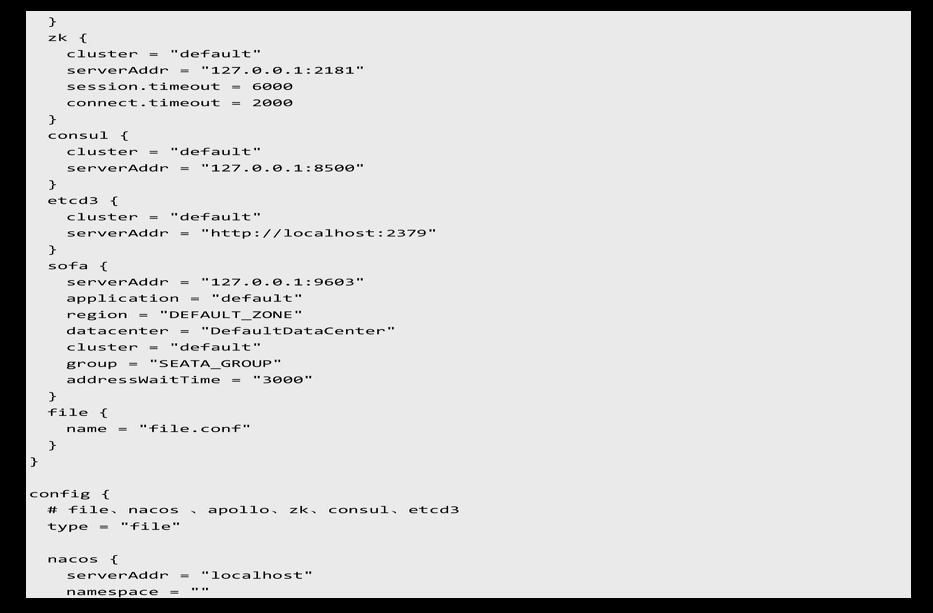 }
zk {
cluster = "default"
serverAddr = "127.0.0.1:2181"
session.timeout = 6000
connect.timeout = 2000
}
consul {
cluster = "default"
serverAddr = "127.0.0.1:8500"
}
etcd3 {
cluster = "default"
serverAddr = "http://localhost:2379"
}
sofa {
serverAddr = "127.0.0.1:9603"
application = "default"
region = "DEFAULT_ZONE"
datacenter = "DefaultDataCenter"
cluster = "default"
group = "SEATA_GROUP"
addressWaitTime = "3000"
}
file {
name = "file.conf"
}
}
config {
# file、nacos 、apollo、zk、consul、etcd3
type = "file"
nacos {
serverAddr = "localhost"
namespace = ""